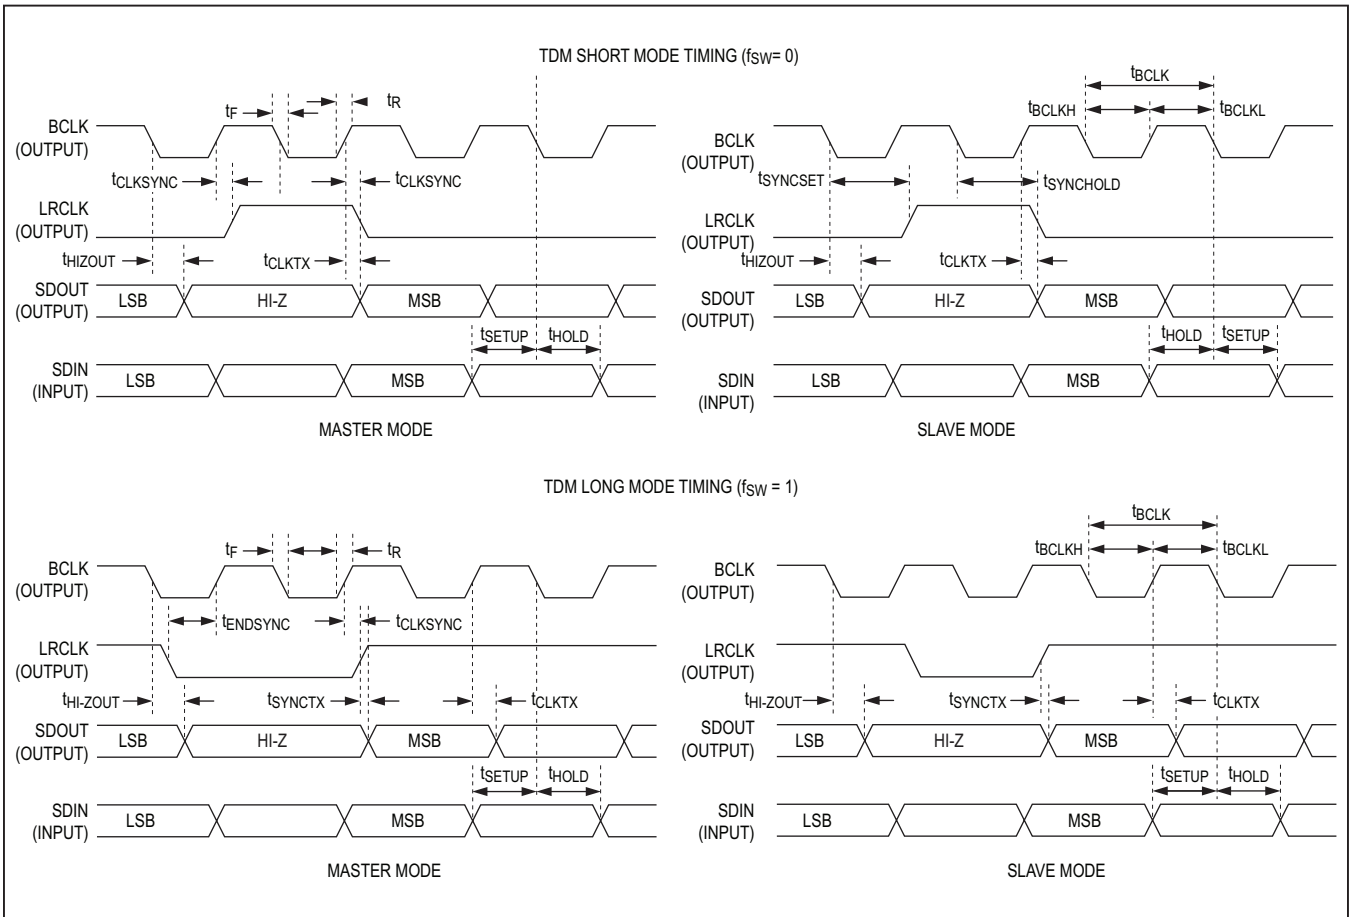 TDM SHORT MODE TIMING (fSW= 0)
tF
tR
BCLK
(OUTPUT)
tCLKSYNC
tCLKSYNC
LRCLK
(OUTPUT)
tHIZOUT
tCLKTX
SDOUT
(OUTPUT)
LSB
HI-Z
MSB
tSETUP
tHOLD
SDIN
(INPUT)
LSB
MSB
MASTER MODE
tBCLK
tBCLKH
tBCLKL
BCLK
(OUTPUT)
tSYNCSET
tSYNCHOLD
LRCLK
(OUTPUT)
tHIZOUT
tCLKTX
SDOUT
(OUTPUT)
LSB
HI-Z
MSB
tHOLD
tSETUP
SDIN
(INPUT)
LSB
MSB
SLAVE MODE
TDM LONG MODE TIMING (fSW = 1)
tF
tR
BCLK
(OUTPUT)
tENDSYNC
tCLKSYNC
LRCLK
(OUTPUT)
tHI-ZOUT
tSYNCTX
tCLKTX
SDOUT
(OUTPUT)
LSB
HI-Z
MSB
tSETUP
tHOLD
SDIN
(INPUT)
LSB
MSB
MASTER MODE
tBCLK
tBCLKH
tBCLKL
BCLK
(OUTPUT)
LRCLK
(OUTPUT)
tHI-ZOUT
tSYNCTX
tCLKTX
SDOUT
(OUTPUT)
LSB
HI-Z
MSB
tSETUP
tHOLD
SDIN
(INPUT)
LSB
MSB
SLAVE MODE